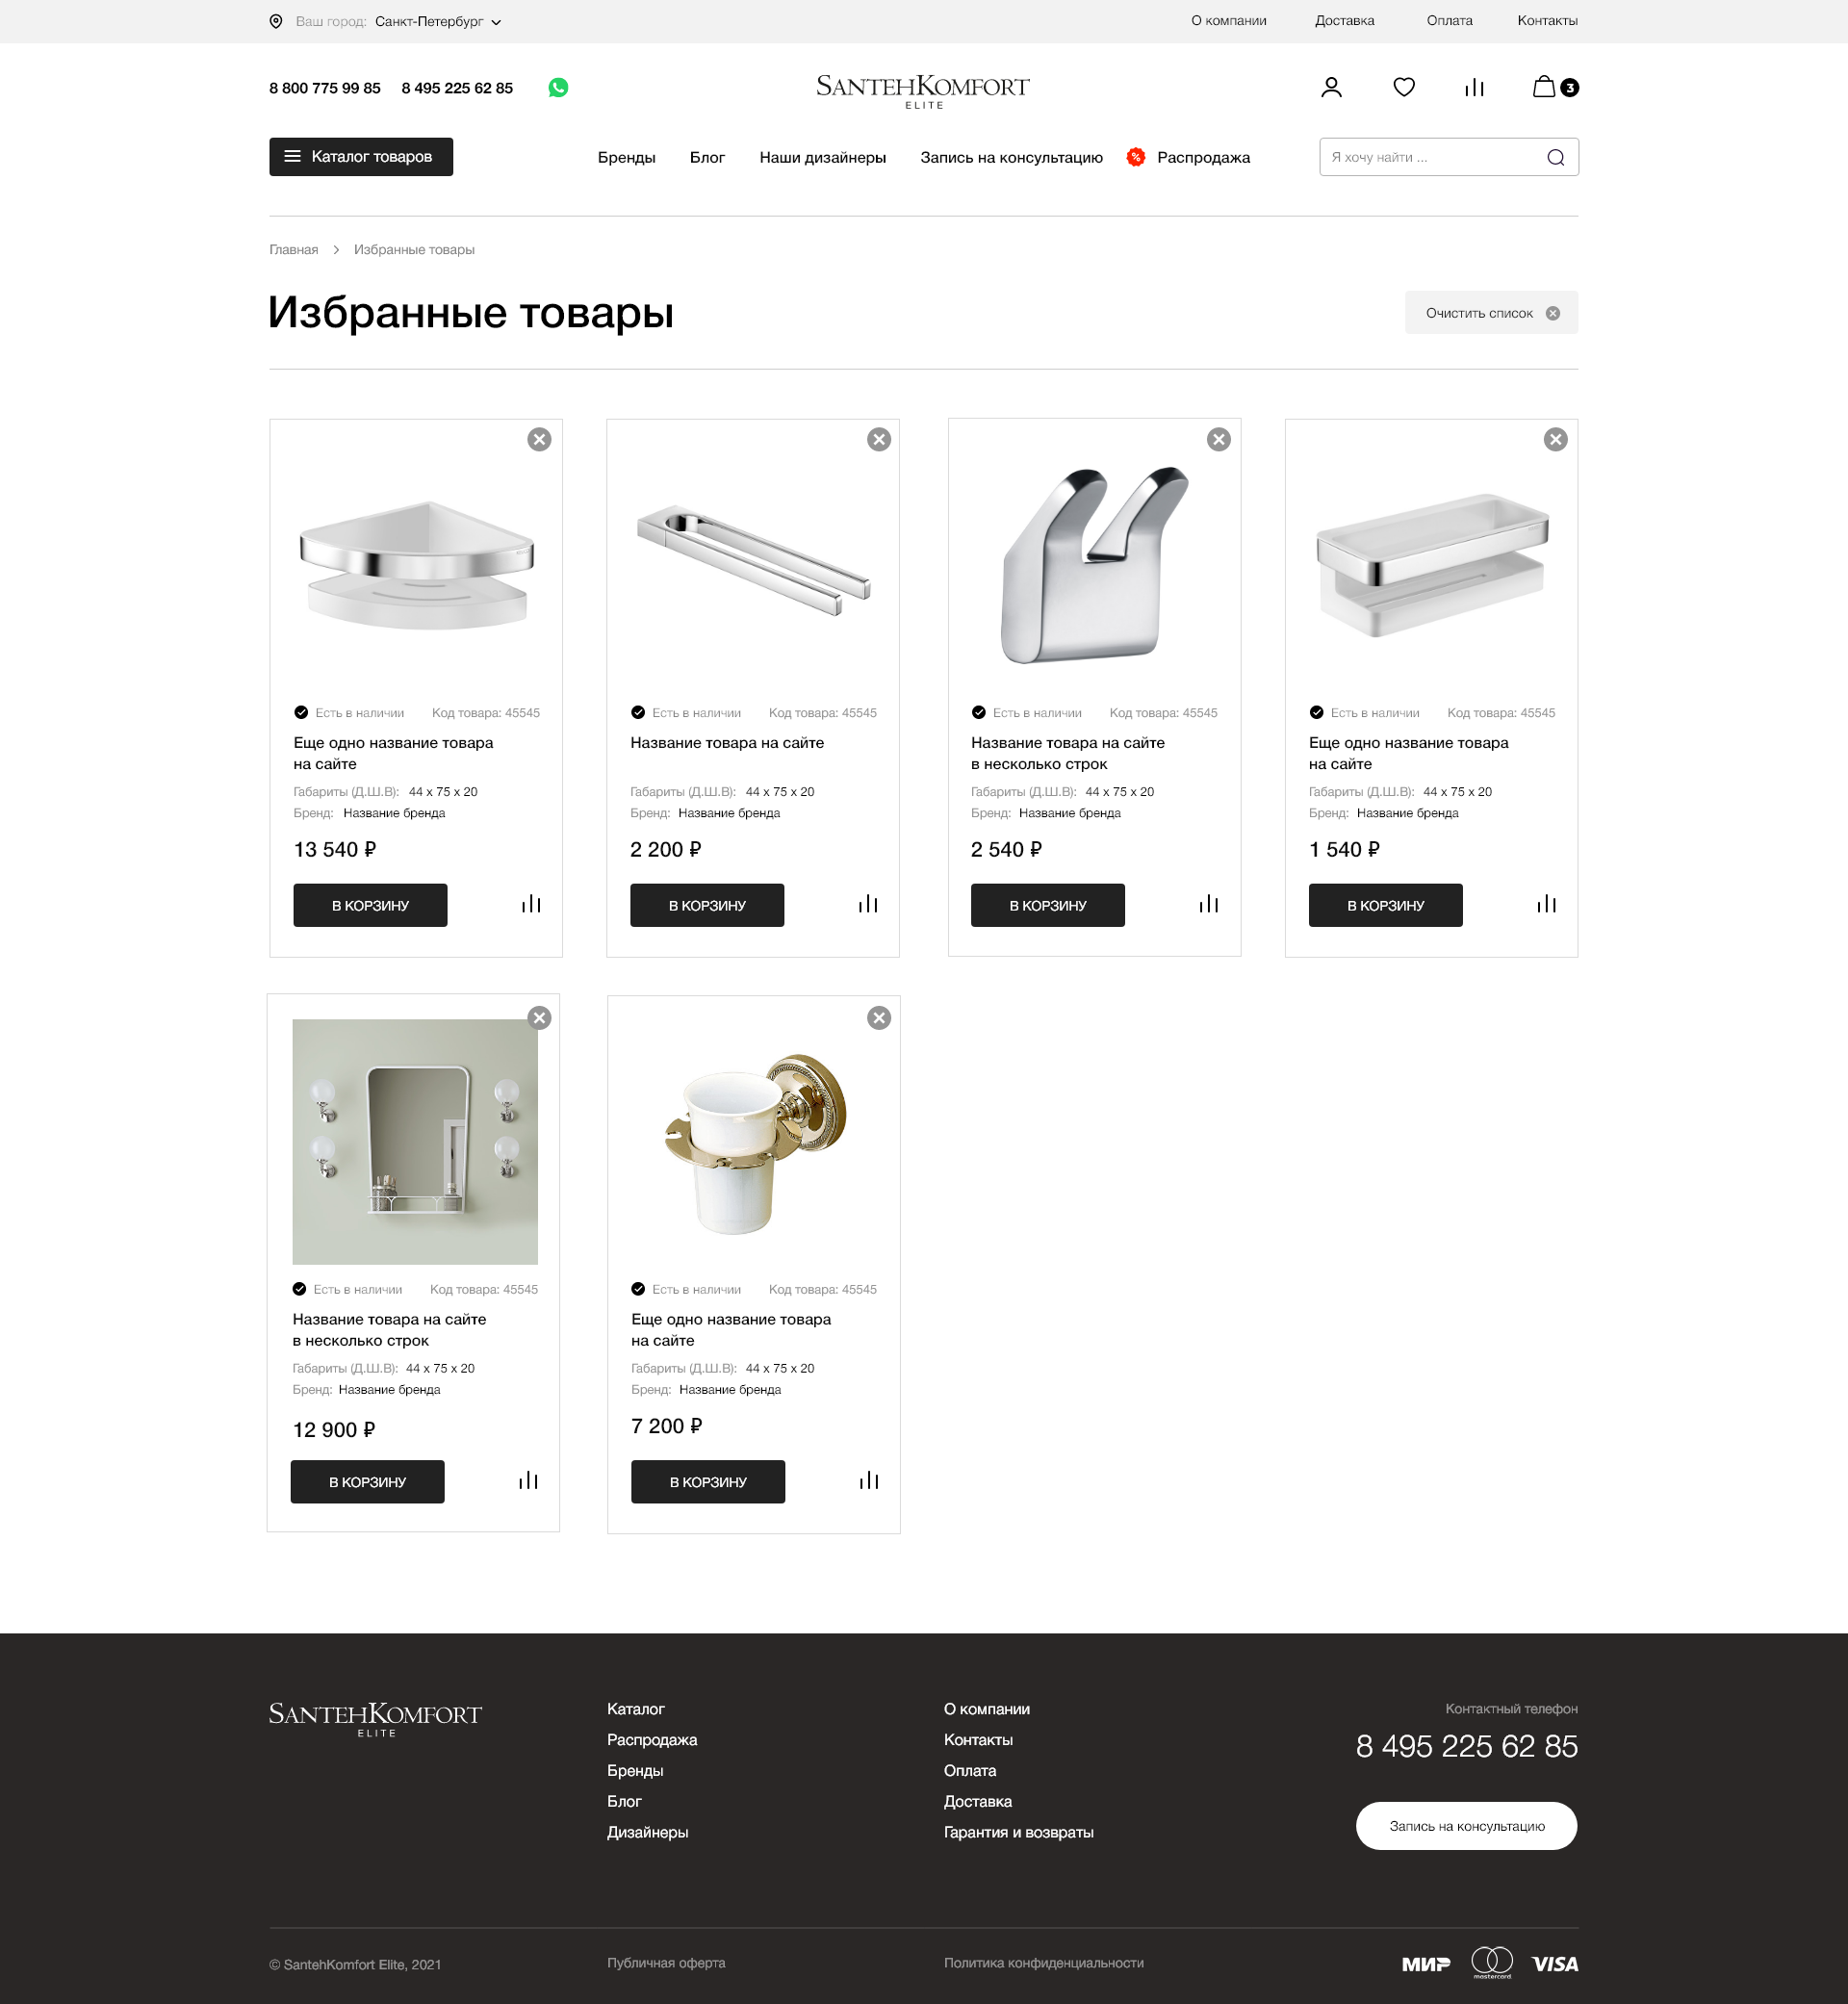 Ваш город: Санкт-Петербург
О компании Доставка Оплата Контакты
8 800 775 99 85 8 495 225 62 85
SантенKомfort
ELITE
3
Каталог товаров
Бренды Блог Наши дизайнеры Запись на консультацию % Распродажа
Я хочу найти ...
Главная Избранные товары
Избранные товары
Очистить список
Есть в наличии Код товара: 45545
Еще одно название товара
на сайте
Габариты (Д.Ш.В): 44 x 75 x 20
Бренд: Название бренда
13 540 ₽
В КОРЗИНУ
Есть в наличии Код товара: 45545
Название товара на сайте
Габариты (Д.Ш.В): 44 x 75 x 20
Бренд: Название бренда
2 200 ₽
В КОРЗИНУ
Есть в наличии Код товара: 45545
Название товара на сайте
в несколько строк
Габариты (Д.Ш.В): 44 x 75 x 20
Бренд: Название бренда
2 540 ₽
В КОРЗИНУ
Есть в наличии Код товара: 45545
Еще одно название товара
на сайте
Габариты (Д.Ш.В): 44 x 75 x 20
Бренд: Название бренда
1 540 ₽
В КОРЗИНУ
Есть в наличии Код товара: 45545
Название товара на сайте
в несколько строк
Габариты (Д.Ш.В): 44 x 75 x 20
Бренд: Название бренда
12 900 ₽
В КОРЗИНУ
Есть в наличии Код товара: 45545
Еще одно название товара
на сайте
Габариты (Д.Ш.В): 44 x 75 x 20
Бренд: Название бренда
7 200 ₽
В КОРЗИНУ
SантенKомfort
ELITE
Каталог
Распродажа
Бренды
Блог
Дизайнеры
О компании
Контакты
Оплата
Доставка
Гарантия и возвраты
Контактный телефон
8 495 225 62 85
Запись на консультацию
© SantehKomfort Elite, 2021
Публичная оферта
Политика конфиденциальности
МИР mastercard VISA